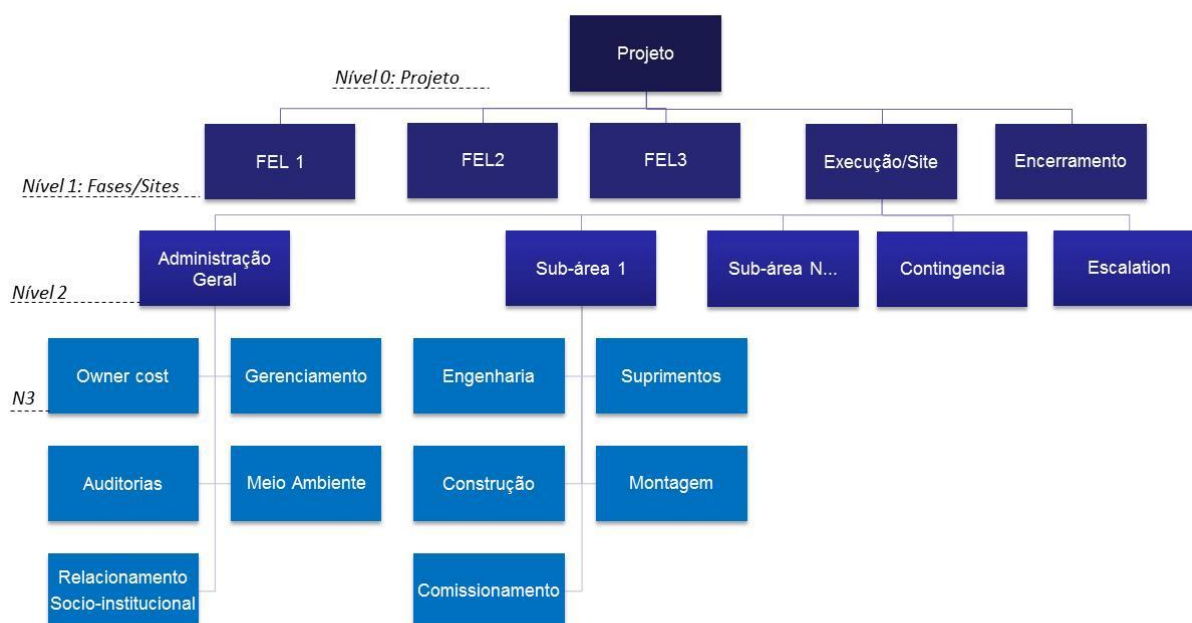 Projeto
Nível 0: Projeto
FEL 1
FEL2
FEL3
Execução/Site
Encerramento
Nível 1: Fases/Sites
Administração
Geral
Sub-área 1
Sub-área N...
Contingencia
Escalation
Nível 2
Owner cost
Gerenciamento
Engenharia
Suprimentos
N3
Auditorias
Meio Ambiente
Construção
Montagem
Relacionamento
Socio-institucional
Comissionamento